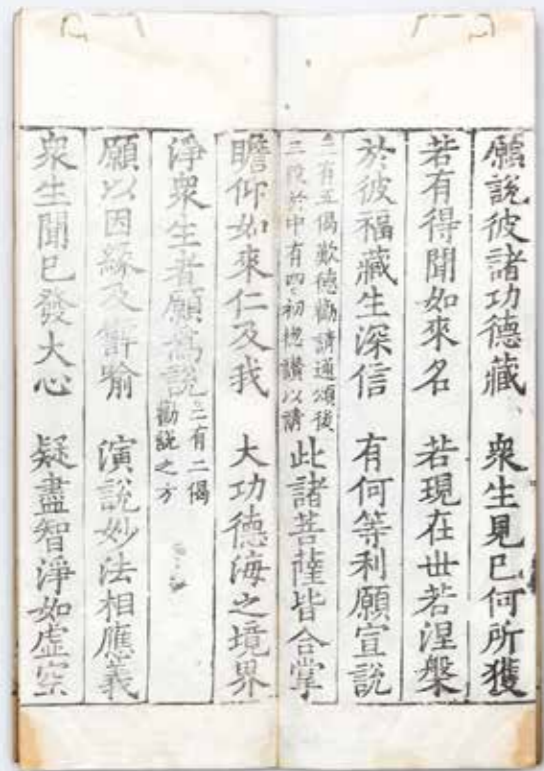 願說彼諸功德藏　衆生見已何所獲
若有得聞如來名　若現在世若涅槃
於彼福藏生深信　有何等利願宣說
三有五偈歎德勸請通頌後
三段於中有四初揔讚以請
此諸菩薩皆合掌
瞻仰如來仁及我　大功德海之境界
淨衆生者願爲說
二有二偈
勸說之方
願以因緣及譬喻　演說妙法相應義
衆生聞已發大心　疑盡智淨如虛空